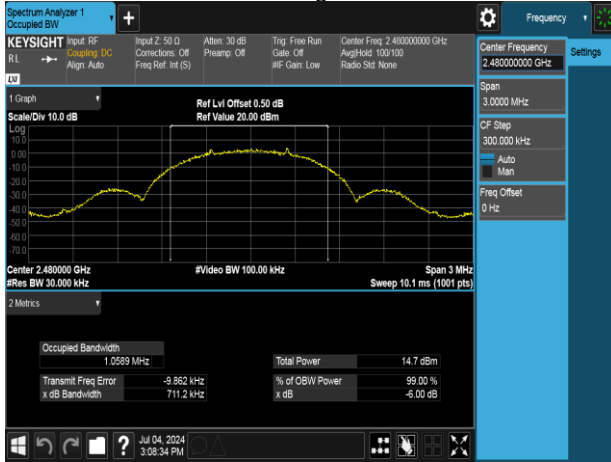 Spectrum Analyzer 1
Occupied BW
+
Frequency
KEYSIGHT Input: RF
RL Coupling: DC
Align: Auto
Input Z: 50 Ω
Corrections: Off
Freq Ref: Int (S)
Atten: 30 dB
Preamp: Off
Trig: Free Run
Gate: Off
#IF Gain: Low
Center Freq: 2.480000000 GHz
Avg|Hold: 100/100
Radio Std: None
Center Frequency
2.480000000 GHz
Settings
Span
3.0000 MHz
CF Step
300.000 kHz
Auto
Man
Freq Offset
0 Hz
1 Graph
Scale/Div 10.0 dB
Ref Lvl Offset 0.50 dB
Ref Value 20.00 dBm
Log
10.0
0.00
-10.0
-20.0
-30.0
-40.0
-50.0
-60.0
-70.0
Center 2.480000 GHz
#Res BW 30.000 kHz
#Video BW 100.00 kHz
Span 3 MHz
Sweep 10.1 ms (1001 pts)
2 Metrics
Occupied Bandwidth
1.0589 MHz
Total Power 14.7 dBm
Transmit Freq Error -9.862 kHz
% of OBW Power 99.00 %
x dB Bandwidth 711.2 kHz
x dB -6.00 dB
?
Jul 04, 2024
3:08:34 PM